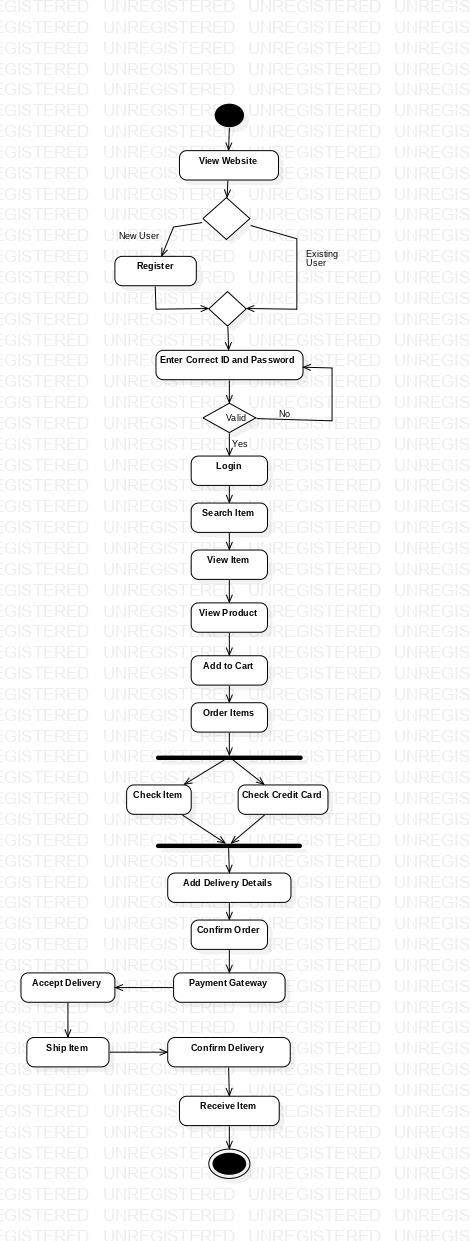 View Website
New User
Existing
User
Register
Enter Correct ID and Password
Valid
No
Yes
Login
Search Item
View Item
View Product
Add to Cart
Order Items
Check Item
Check Credit Card
Add Delivery Details
Confirm Order
Accept Delivery
Payment Gateway
Ship Item
Confirm Delivery
Receive Item
UNREGISTERED